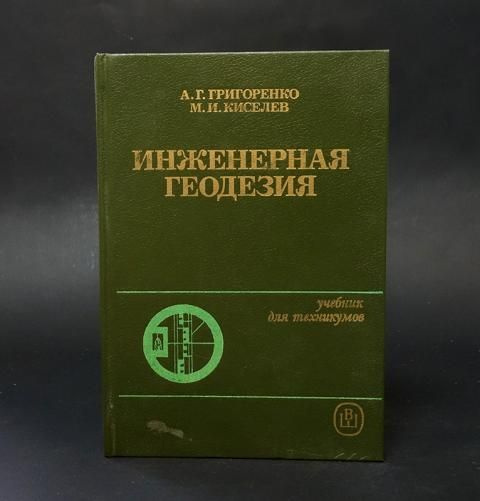 А. Г. ГРИГОРЕНКО
М. И. КИСЕЛЕВ
ИНЖЕНЕРНАЯ
ГЕОДЕЗИЯ
учебник
для техникумов